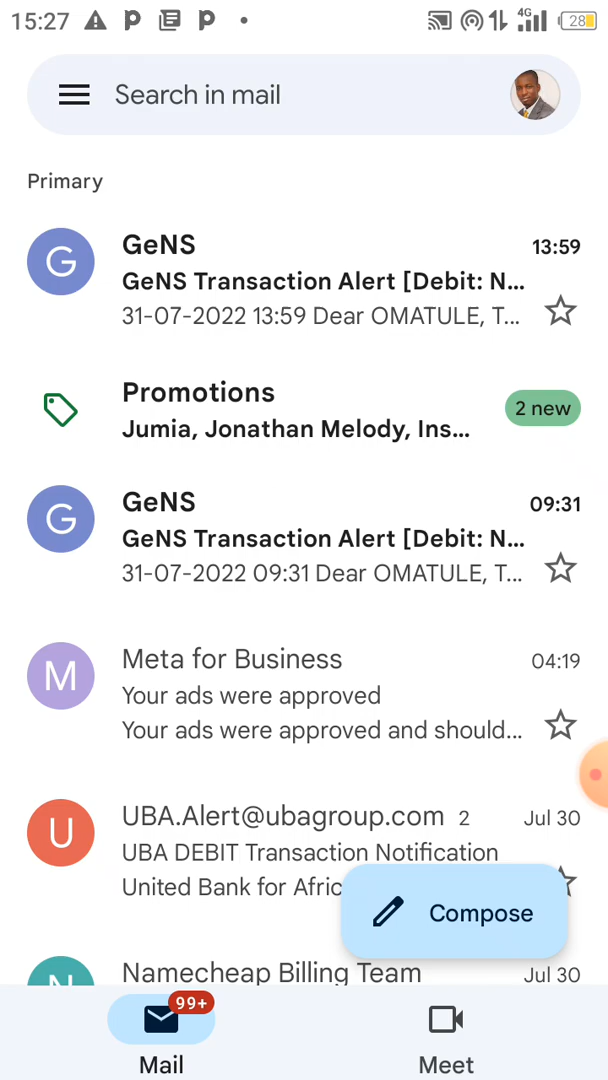 15:27
4G
28
Search in mail
Primary
G
GeNS
13:59
GeNS Transaction Alert [Debit: N...
31-07-2022 13:59 Dear OMATULE, T...
Promotions
2 new
Jumia, Jonathan Melody, Ins...
G
GeNS
09:31
GeNS Transaction Alert [Debit: N...
31-07-2022 09:31 Dear OMATULE, T...
M
Meta for Business
04:19
Your ads were approved
Your ads were approved and should...
U
UBA.Alert@ubagroup.com 2
Jul 30
UBA DEBIT Transaction Notification
United Bank for Afric
Compose
N
Namecheap Billing Team
Jul 30
99+
Mail
Meet